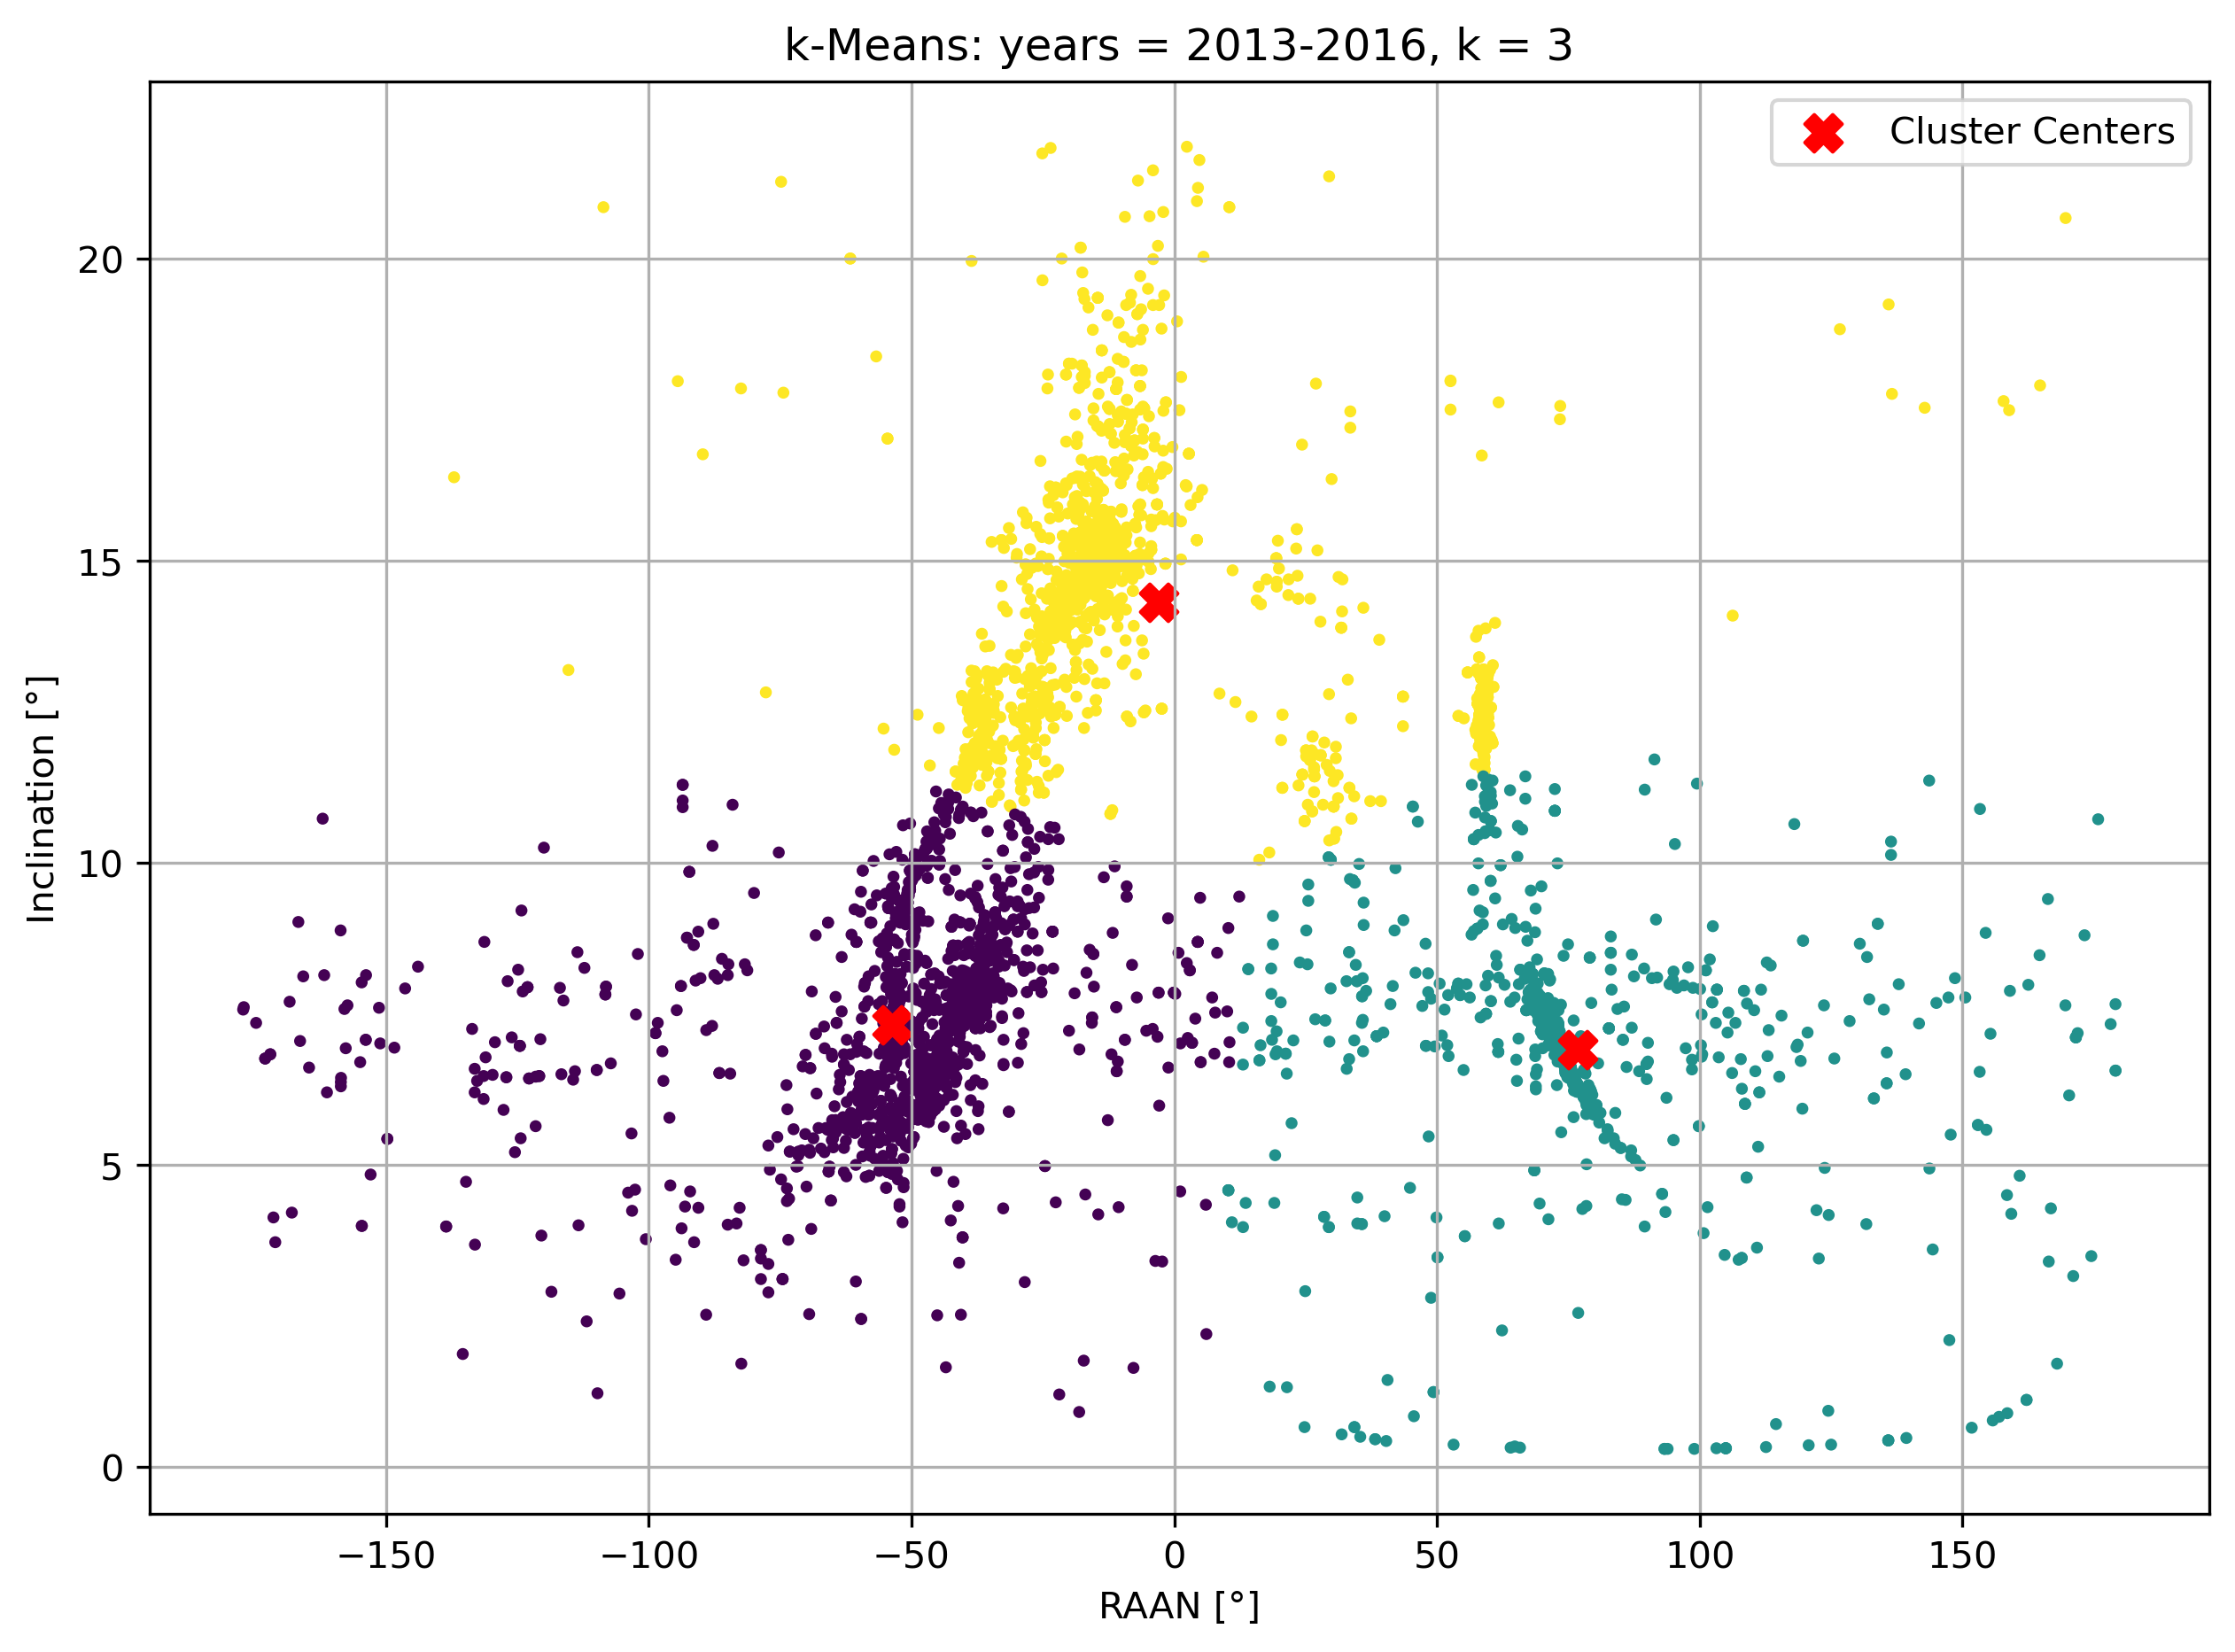 k-Means: years = 2013-2016, k = 3
Cluster Centers
Inclination [°]
20
15
10
5
0
−150 −100 −50 0 50 100 150
RAAN [°]